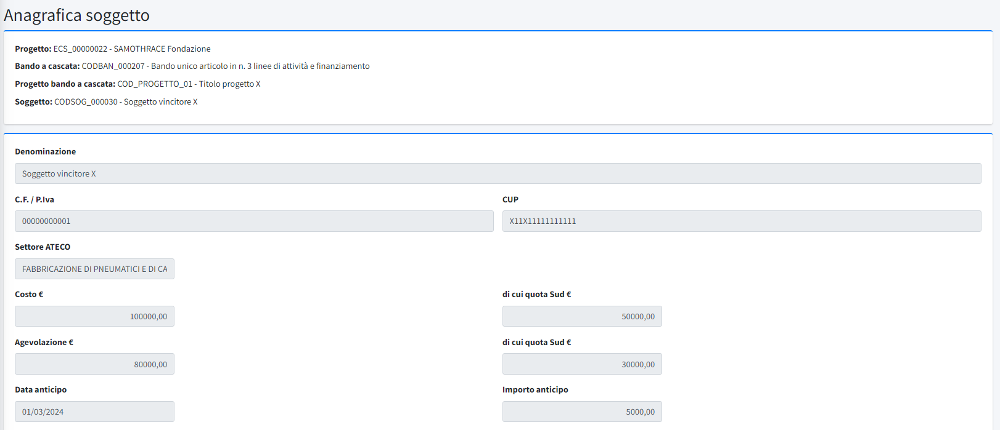 Anagrafica soggetto
Progetto: ECS_00000022 - SAMOTHRACE Fondazione
Bando a cascata: CODBAN_000207 - Bando unico articolo in n. 3 linee di attività e finanziamento
Progetto bando a cascata: COD_PROGETTO_01 - Titolo progetto X
Soggetto: CODSOG_000030 - Soggetto vincitore X
Denominazione
Soggetto vincitore X
C.F. / P.Iva CUP
00000000001 X11X11111111111
Settore ATECO
FABBRICAZIONE DI PNEUMATICI E DI CA
Costo € di cui quota Sud €
100000,00 50000,00
Agevolazione € di cui quota Sud €
80000,00 30000,00
Data anticipo Importo anticipo
01/03/2024 5000,00